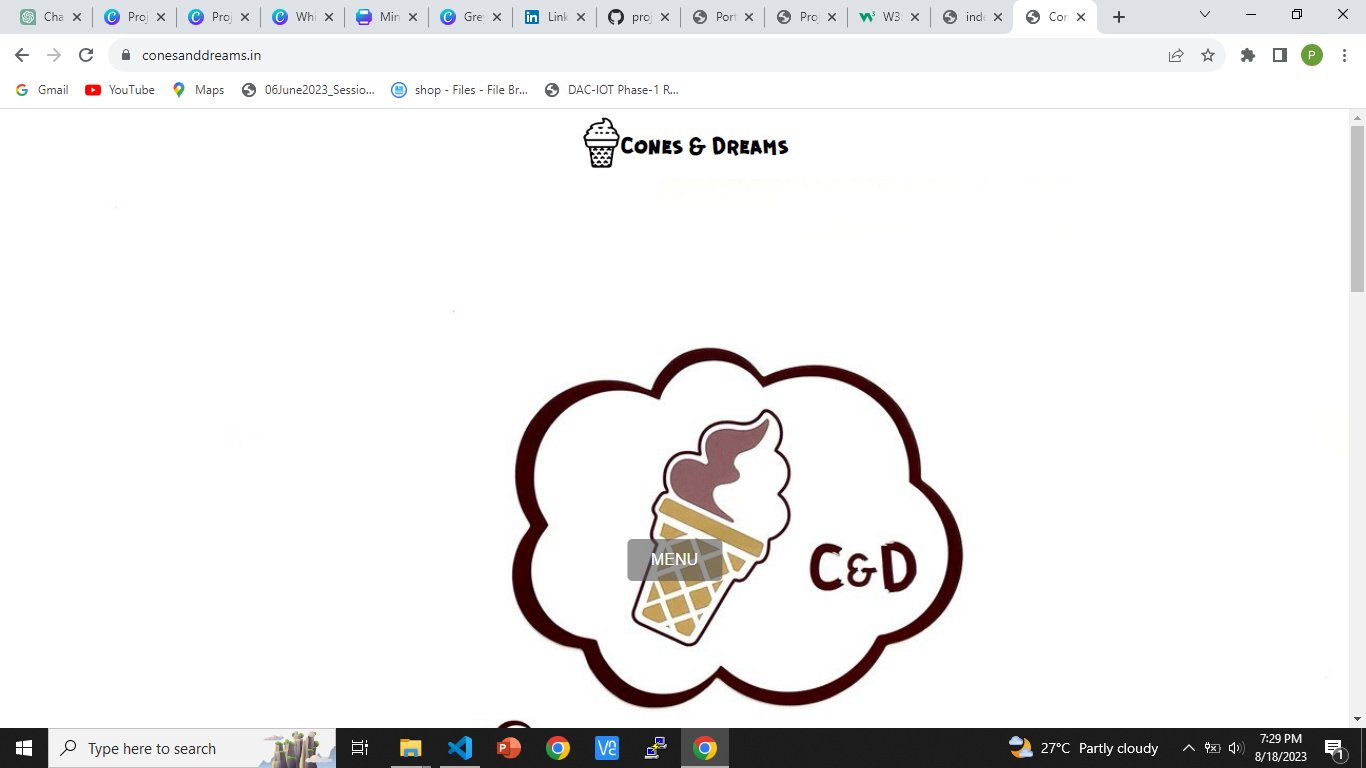 Cha Proj Proj Whi Min Gre Link proj Port Proj W3 inde Con
conesanddreams.in P
Gmail YouTube Maps 06June2023_Sessio... shop - Files - File Br... DAC-IOT Phase-1 R...
CONES & DREAMS
C&D
MENU
Type here to search 27°C Partly cloudy 7:29 PM
8/18/2023 1